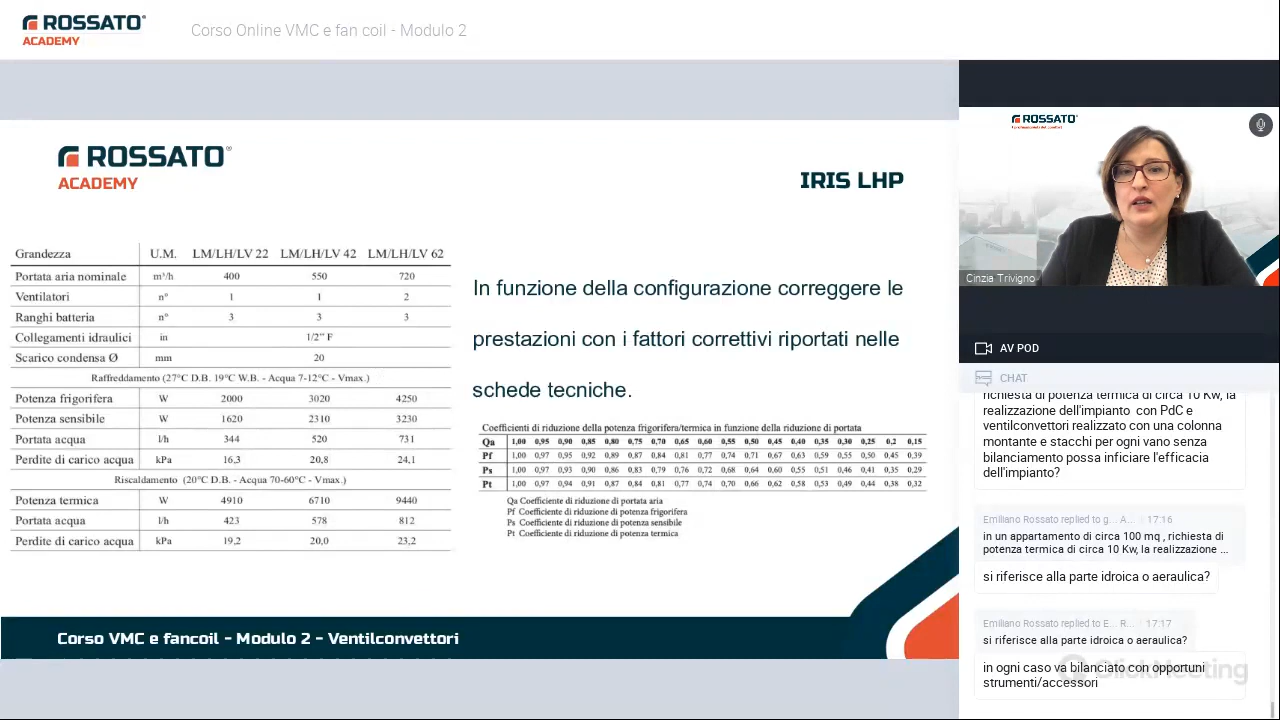 ROSSATO®
ACADEMY
Corso Online VMC e fan coil - Modulo 2
ROSSATO®
ACADEMY
IRIS LHP
Grandezza U.M. LM/LH/LV 22 LM/LH/LV 42 LM/LH/LV 62
Portata aria nominale m³/h 400 550 720
Ventilatori n° 1 1 2
Ranghi batteria n° 3 3 3
Collegamenti idraulici in 1/2” F
Scarico condensa Ø mm 20
Raffreddamento (27°C D.B. 19°C W.B. - Acqua 7-12°C - Vmax.)
Potenza frigorifera W 2000 3020 4250
Potenza sensibile W 1620 2310 3230
Portata acqua l/h 344 520 731
Perdite di carico acqua kPa 16,3 20,8 24,1
Riscaldamento (20°C D.B. - Acqua 70-60°C - Vmax.)
Potenza termica W 4910 6710 9440
Portata acqua l/h 423 578 812
Perdite di carico acqua kPa 19,2 20,0 23,2
In funzione della configurazione correggere le
prestazioni con i fattori correttivi riportati nelle
schede tecniche.
Coefficienti di riduzione della potenza frigorifera/termica in funzione della riduzione di portata
Qa 1,00 0,95 0,90 0,85 0,80 0,75 0,70 0,65 0,60 0,55 0,50 0,45 0,40 0,35 0,30 0,25 0,2 0,15
Pf 1,00 0,97 0,95 0,92 0,89 0,87 0,84 0,81 0,77 0,74 0,71 0,67 0,63 0,59 0,55 0,50 0,45 0,39
Ps 1,00 0,97 0,93 0,90 0,86 0,83 0,79 0,76 0,72 0,68 0,64 0,60 0,55 0,51 0,46 0,41 0,35 0,29
Pt 1,00 0,97 0,94 0,91 0,87 0,84 0,81 0,77 0,74 0,70 0,66 0,62 0,58 0,53 0,49 0,44 0,38 0,32
Qa Coefficiente di riduzione di portata aria
Pf Coefficiente di riduzione di potenza frigorifera
Ps Coefficiente di riduzione di potenza sensibile
Pt Coefficiente di riduzione di potenza termica
Corso VMC e fancoil - Modulo 2 - Ventilconvettori
ROSSATO
Cinzia Trivigno
AV POD
CHAT
richiesta di potenza termica di circa 10 Kw, la
realizzazione dell'impianto con PdC e
ventilconvettori realizzato con una colonna
montante e stacchi per ogni vano senza
bilanciamento possa inficiare l'efficacia
dell'impianto?
Emiliano Rossato replied to g... A... 17:16
in un appartamento di circa 100 mq , richiesta di
potenza termica di circa 10 Kw, la realizzazione ...
si riferisce alla parte idroica o aeraulica?
Emiliano Rossato replied to E... R... 17:17
si riferisce alla parte idroica o aeraulica?
in ogni caso va bilanciato con opportuni
strumenti/accessori
ClickMeeting